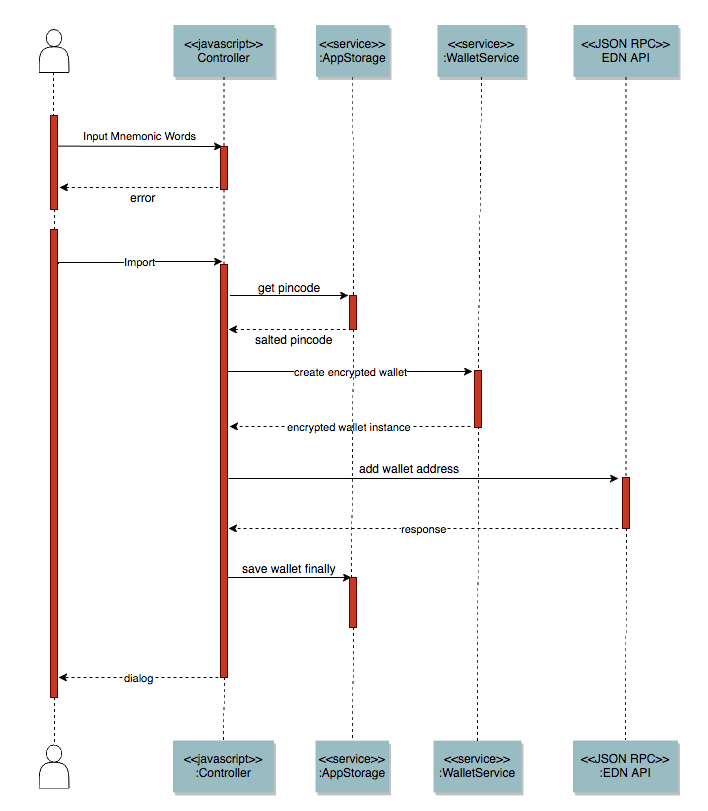 <<javascript>>
Controller
<<service>>
:AppStorage
<<service>>
:WalletService
<<JSON RPC>>
EDN API
Input Mnemonic Words
error
Import
get pincode
salted pincode
create encrypted wallet
encrypted wallet instance
add wallet address
response
save wallet finally
dialog
<<javascript>>
:Controller
<<service>>
:AppStorage
<<service>>
:WalletService
<<JSON RPC>>
:EDN API